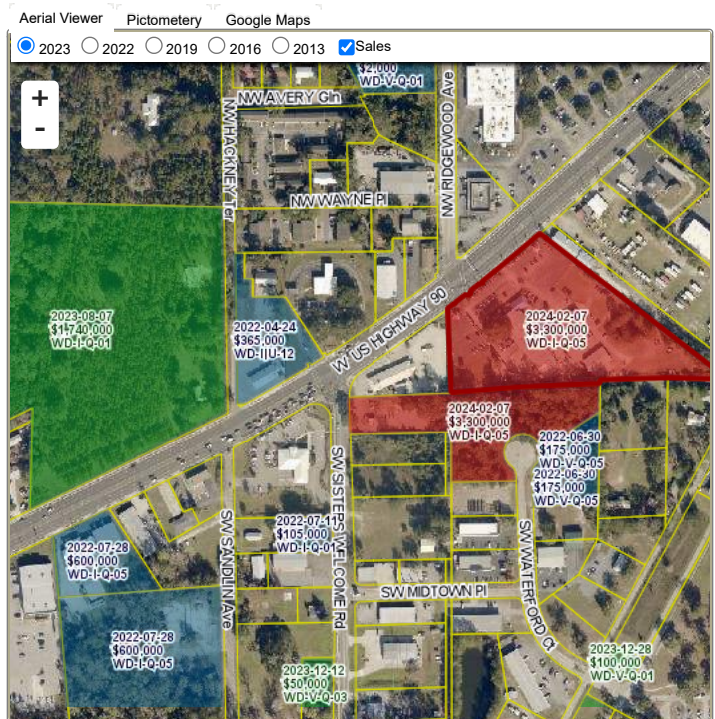 Aerial Viewer
Pictometery
Google Maps
2023
2022
2019
2016
2013
Sales
+
-
$2,000
WD-V-Q-01
NW AVERY Gln
NW HACKNEY Ter
NW RIDGEWOOD Ave
NW WAYNE Pl
W US HIGHWAY 90
2023-08-07
$1,740,000
WD-I-Q-01
2022-04-24
$365,000
WD-I|U-12
2024-02-07
$3,300,000
WD-I-Q-05
2024-02-07
$3,300,000
WD-I-Q-05
2022-06-30
$175,000
WD-V-Q-05
2022-06-30
$175,000
WD-V-Q-05
SW SISTERS WELCOME Rd
SW SANDLIN Ave
2022-07-11
$105,000
WD-I-Q-01
2022-07-28
$600,000
WD-I-Q-05
SW WATERFORD Ct
SW MIDTOWN Pl
2022-07-28
$600,000
WD-I-Q-05
2023-12-12
$50,000
WD-V-Q-03
2023-12-28
$100,000
WD-V-Q-01